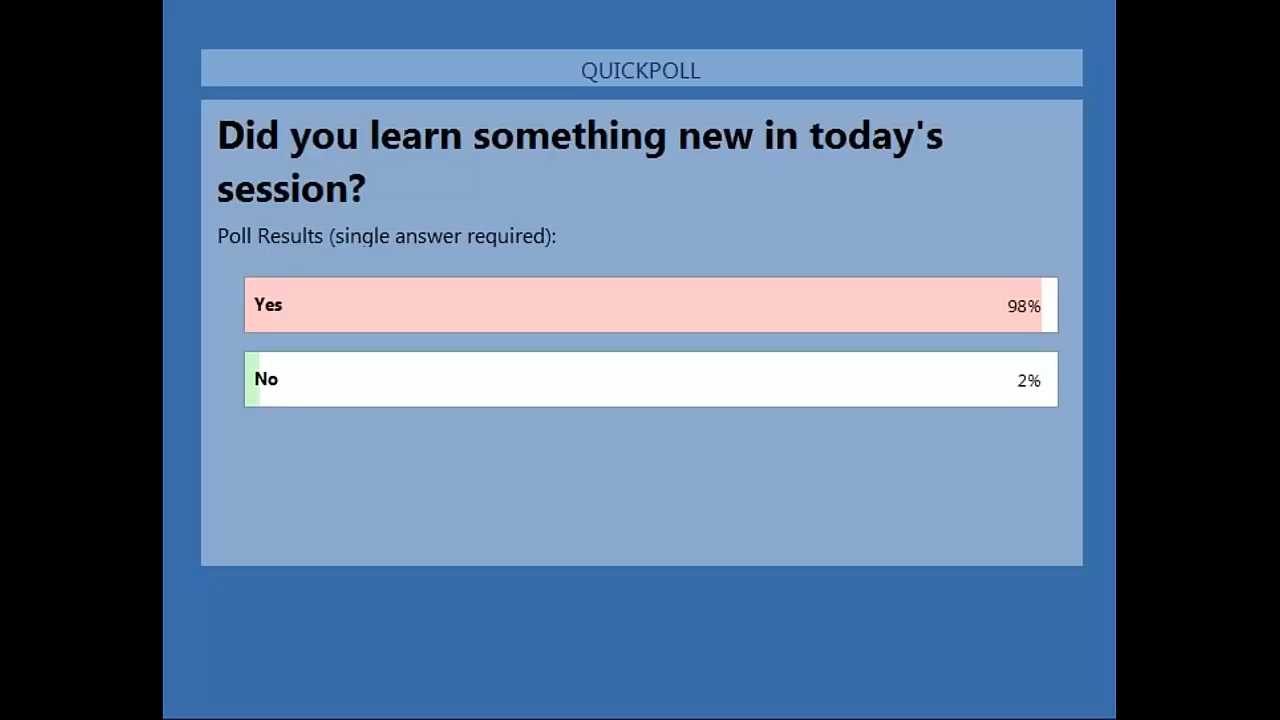 QUICKPOLL
Did you learn something new in today's
session?
Poll Results (single answer required):
Yes 98%
No 2%